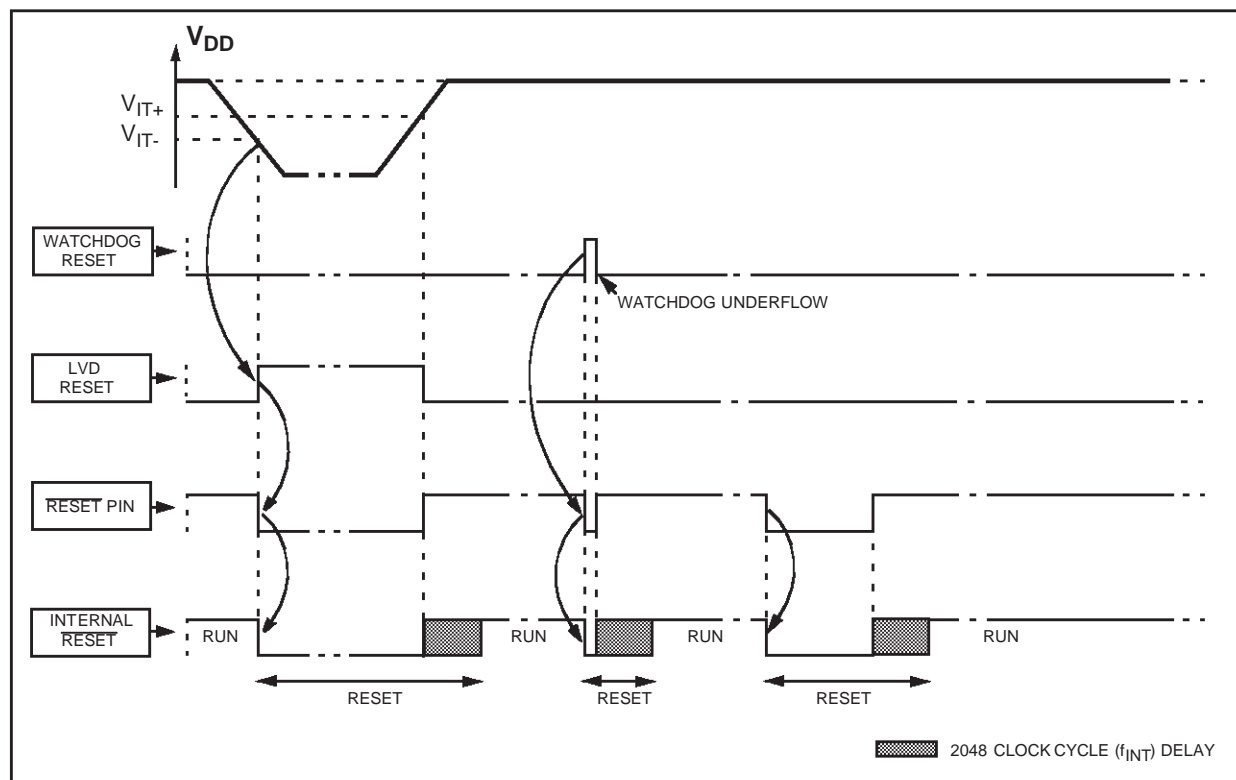 VDD
VIT+
VIT-
WATCHDOG
RESET
WATCHDOG UNDERFLOW
LVD
RESET
RESET PIN
INTERNAL
RESET
RUN
RUN
RUN
RUN
RESET
RESET
RESET
2048 CLOCK CYCLE (fINT) DELAY